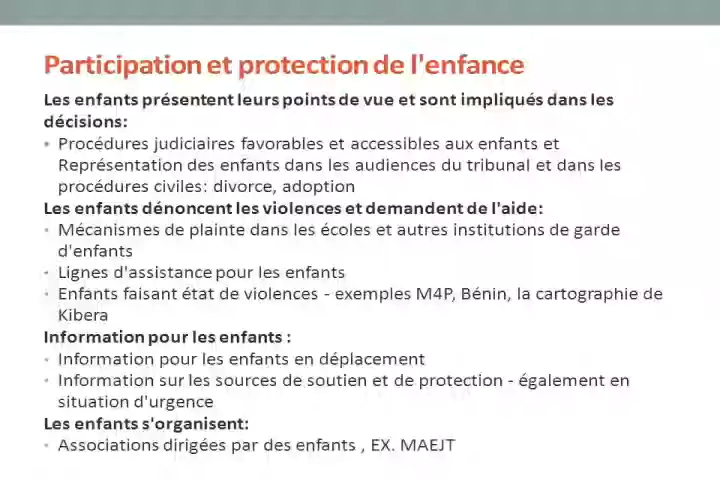 Participation et protection de l'enfance
Les enfants présentent leurs points de vue et sont impliqués dans les
décisions:
• Procédures judiciaires favorables et accessibles aux enfants et
Représentation des enfants dans les audiences du tribunal et dans les
procédures civiles: divorce, adoption
Les enfants dénoncent les violences et demandent de l'aide:
• Mécanismes de plainte dans les écoles et autres institutions de garde
d'enfants
• Lignes d'assistance pour les enfants
• Enfants faisant état de violences - exemples M4P, Bénin, la cartographie de
Kibera
Information pour les enfants :
• Information pour les enfants en déplacement
• Information sur les sources de soutien et de protection - également en
situation d'urgence
Les enfants s'organisent:
• Associations dirigées par des enfants , EX. MAEJT